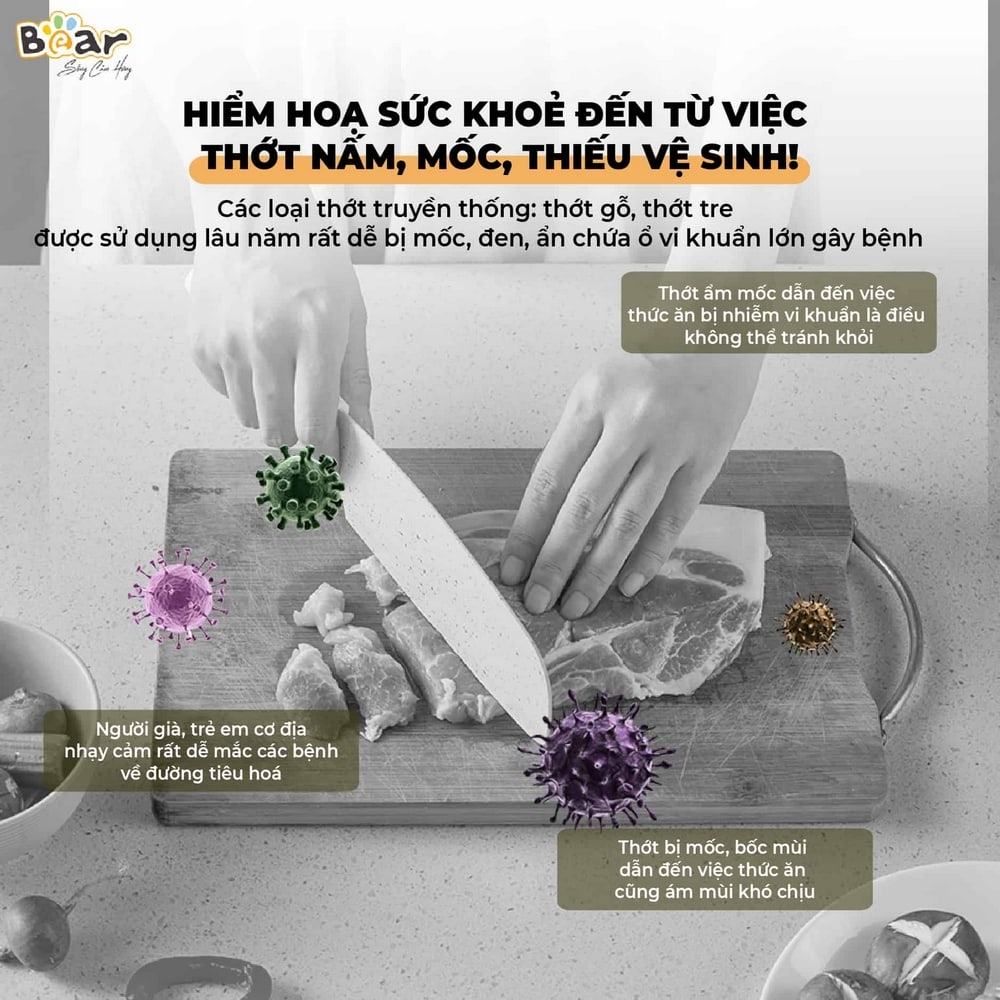 Bear
Sống Cảm Hứng
HIỂM HOẠ SỨC KHOẺ ĐẾN TỪ VIỆC
THỚT NẤM, MỐC, THIẾU VỆ SINH!
Các loại thớt truyền thống: thớt gỗ, thớt tre
được sử dụng lâu năm rất dễ bị mốc, đen, ẩn chứa ổ vi khuẩn lớn gây bệnh
Thớt ẩm mốc dẫn đến việc
thức ăn bị nhiễm vi khuẩn là điều
không thể tránh khỏi
Người già, trẻ em cơ địa
nhạy cảm rất dễ mắc các bệnh
về đường tiêu hoá
Thớt bị mốc, bốc mùi
dẫn đến việc thức ăn
cũng ám mùi khó chịu